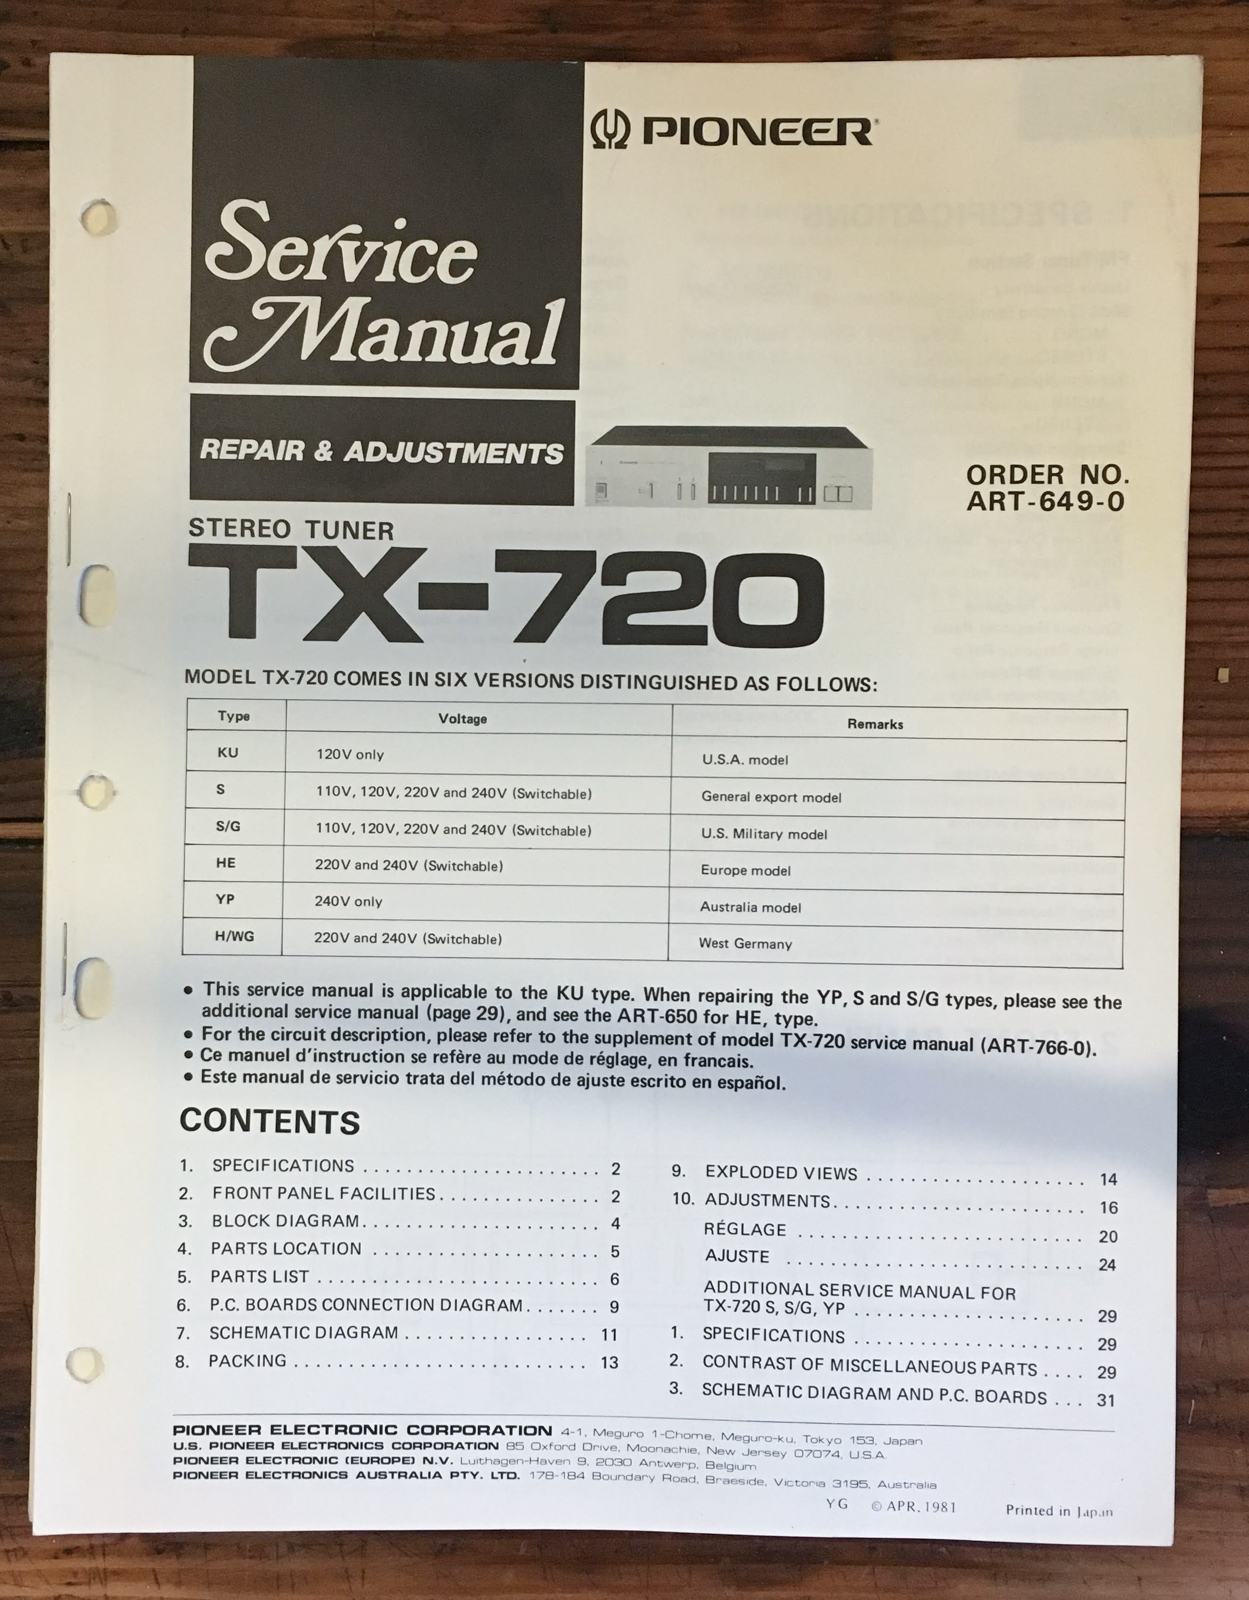 PIONEER
Service
Manual
REPAIR & ADJUSTMENTS
ORDER NO.
ART-649-0
STEREO TUNER
TX-720
MODEL TX-720 COMES IN SIX VERSIONS DISTINGUISHED AS FOLLOWS:
Type Voltage Remarks
KU 120V only U.S.A. model
S 110V, 120V, 220V and 240V (Switchable) General export model
S/G 110V, 120V, 220V and 240V (Switchable) U.S. Military model
HE 220V and 240V (Switchable) Europe model
YP 240V only Australia model
H/WG 220V and 240V (Switchable) West Germany
• This service manual is applicable to the KU type. When repairing the YP, S and S/G types, please see the
additional service manual (page 29), and see the ART-650 for HE, type.
• For the circuit description, please refer to the supplement of model TX-720 service manual (ART-766-0).
• Ce manuel d'instruction se refère au mode de réglage, en francais.
• Este manual de servicio trata del método de ajuste escrito en español.
CONTENTS
1. SPECIFICATIONS . . . . . . . . . . . . . . . . . . . . . . 2
2. FRONT PANEL FACILITIES . . . . . . . . . . . . . . . 2
3. BLOCK DIAGRAM . . . . . . . . . . . . . . . . . . . . . . 4
4. PARTS LOCATION . . . . . . . . . . . . . . . . . . . . . 5
5. PARTS LIST . . . . . . . . . . . . . . . . . . . . . . . . . . 6
6. P.C. BOARDS CONNECTION DIAGRAM . . . . . . . 9
7. SCHEMATIC DIAGRAM . . . . . . . . . . . . . . . . . 11
8. PACKING . . . . . . . . . . . . . . . . . . . . . . . . . . . 13
9. EXPLODED VIEWS . . . . . . . . . . . . . . . . . . . . 14
10. ADJUSTMENTS . . . . . . . . . . . . . . . . . . . . . . . 16
RÉGLAGE . . . . . . . . . . . . . . . . . . . . . . . . . . 20
AJUSTE . . . . . . . . . . . . . . . . . . . . . . . . . . . 24
ADDITIONAL SERVICE MANUAL FOR
TX-720 S, S/G, YP . . . . . . . . . . . . . . . . . . . . . 29
1. SPECIFICATIONS . . . . . . . . . . . . . . . . . . . . . 29
2. CONTRAST OF MISCELLANEOUS PARTS . . . . 29
3. SCHEMATIC DIAGRAM AND P.C. BOARDS . . . 31
PIONEER ELECTRONIC CORPORATION 4-1, Meguro 1-Chome, Meguro-ku, Tokyo 153, Japan
U.S. PIONEER ELECTRONICS CORPORATION 85 Oxford Drive, Moonachie, New Jersey 07074, U.S.A.
PIONEER ELECTRONIC (EUROPE) N.V. Luithagen-Haven 9, 2030 Antwerp, Belgium
PIONEER ELECTRONICS AUSTRALIA PTY. LTD. 178-184 Boundary Road, Braeside, Victoria 3195, Australia
YG © APR. 1981 Printed in Japan